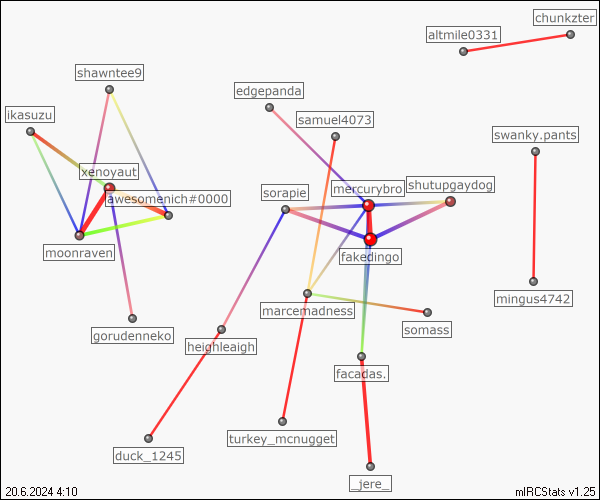 chunkzter
altmile0331
shawntee9
edgepanda
ikasuzu
samuel4073
swanky.pants
xenoyaut
awesomenich#0000
sorapie
mercurybro
shutupgaydog
moonraven
fakedingo
mingus4742
marcemadness
gorudenneko
somass
heighleaigh
facadas.
turkey_mcnugget
duck_1245
_jere_
20.6.2024 4:10
mIRCStats v1.25